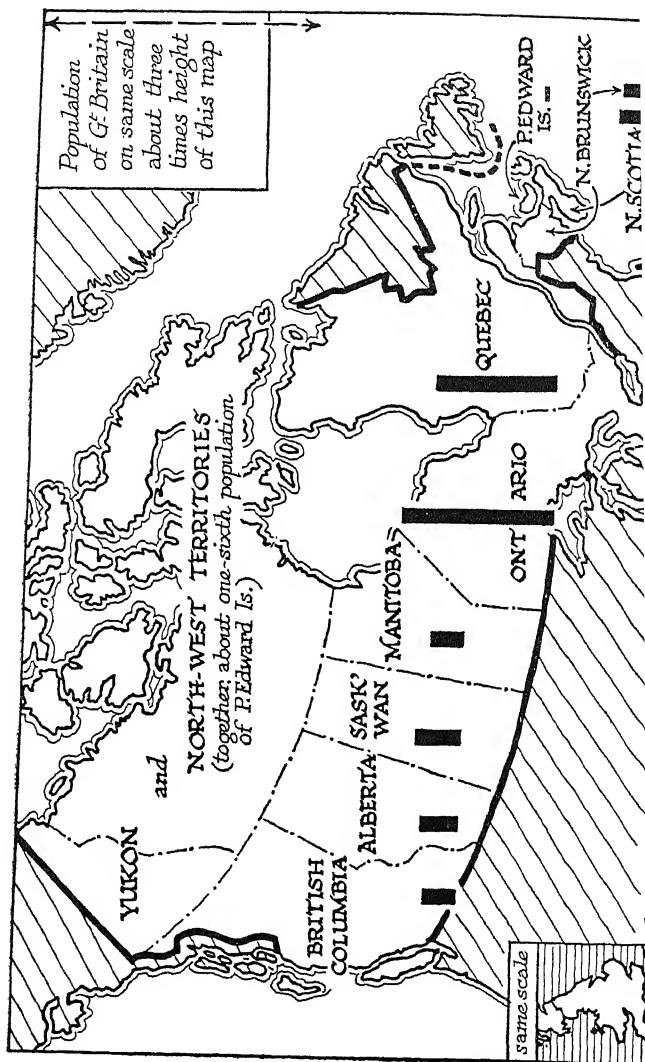 Population
of Gt. Britain
on same scale
about three
times height
of this map
YUKON
and
NORTH-WEST TERRITORIES
(together, about one-sixth population
of P. Edward Is.)
BRITISH
COLUMBIA
ALBERTA
SASK'
WAN
MANITOBA
ONT ARIO
QUEBEC
P. EDWARD
Is.
N. BRUNSWICK
N. SCOTIA
same scale